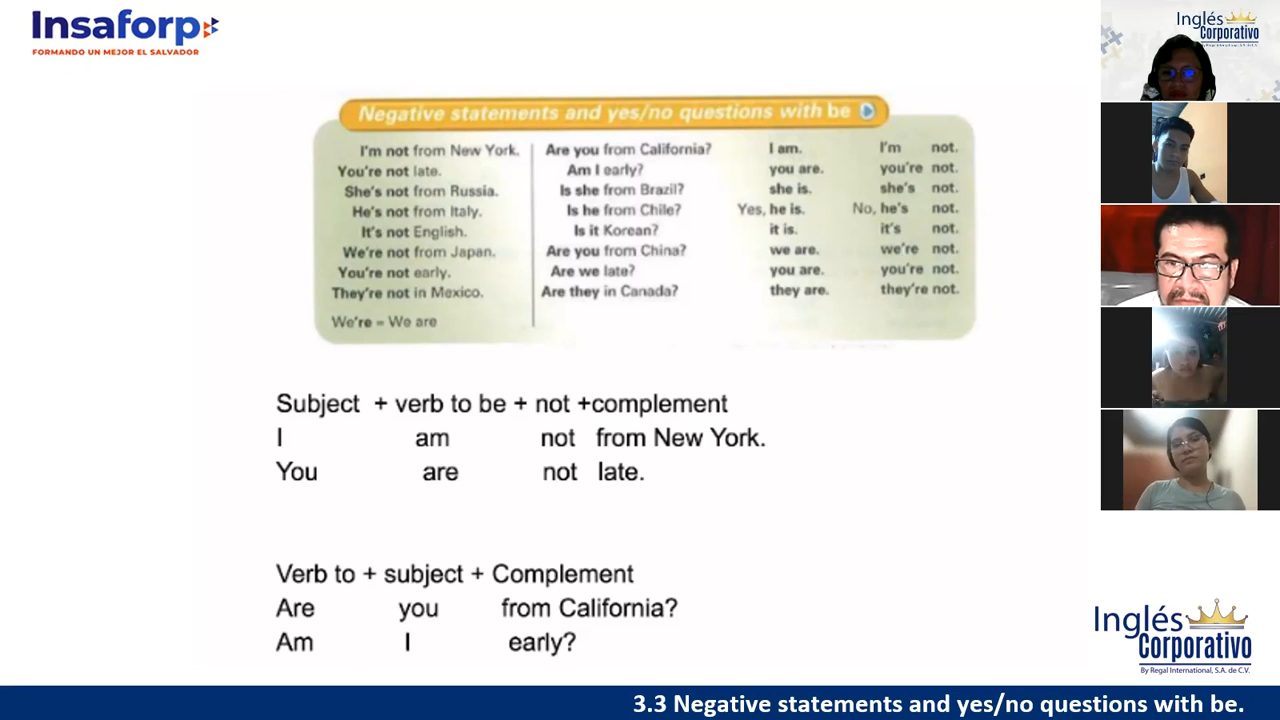 Insaforp
FORMANDO UN MEJOR EL SALVADOR
Inglés
Corporativo
Negative statements and yes/no questions with be
I'm not from New York. Are you from California? I am. I'm not.
You're not late. Am I early? you are. you're not.
She's not from Russia. Is she from Brazil? she is. she's not.
He's not from Italy. Is he from Chile? Yes, he is. No, he's not.
It's not English. Is it Korean? it is. it's not.
We're not from Japan. Are you from China? we are. we're not.
You're not early. Are we late? you are. you're not.
They're not in Mexico. Are they in Canada? they are. they're not.
We're = We are
Subject + verb to be + not +complement
I am not from New York.
You are not late.
Verb to + subject + Complement
Are you from California?
Am I early?
Inglés
Corporativo
By Regal International, S.A. de C.V.
3.3 Negative statements and yes/no questions with be.